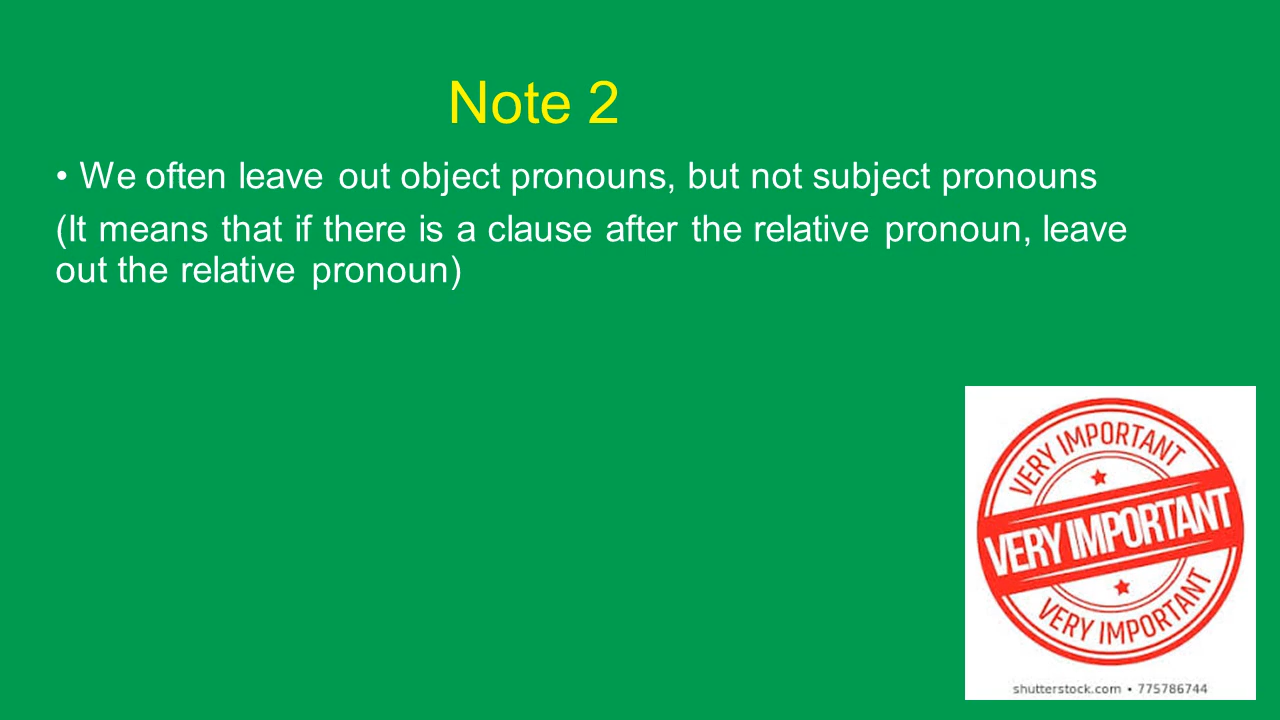 Note 2
• We often leave out object pronouns, but not subject pronouns
(It means that if there is a clause after the relative pronoun, leave
out the relative pronoun)
VERY IMPORTANT
VERY IMPORTANT
VERY IMPORTANT
shutterstock.com • 775786744